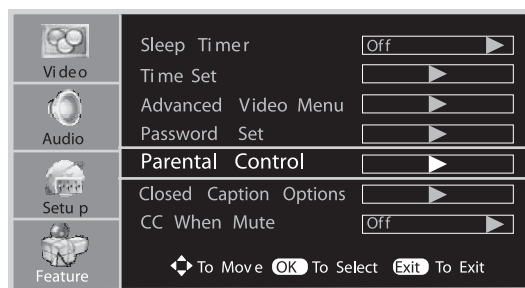 Video
Audio
Setup
Feature
Sleep Timer Off
Time Set
Advanced Video Menu
Password Set
Parental Control
Closed Caption Options
CC When Mute Off
To Move OK To Select Exit To Exit